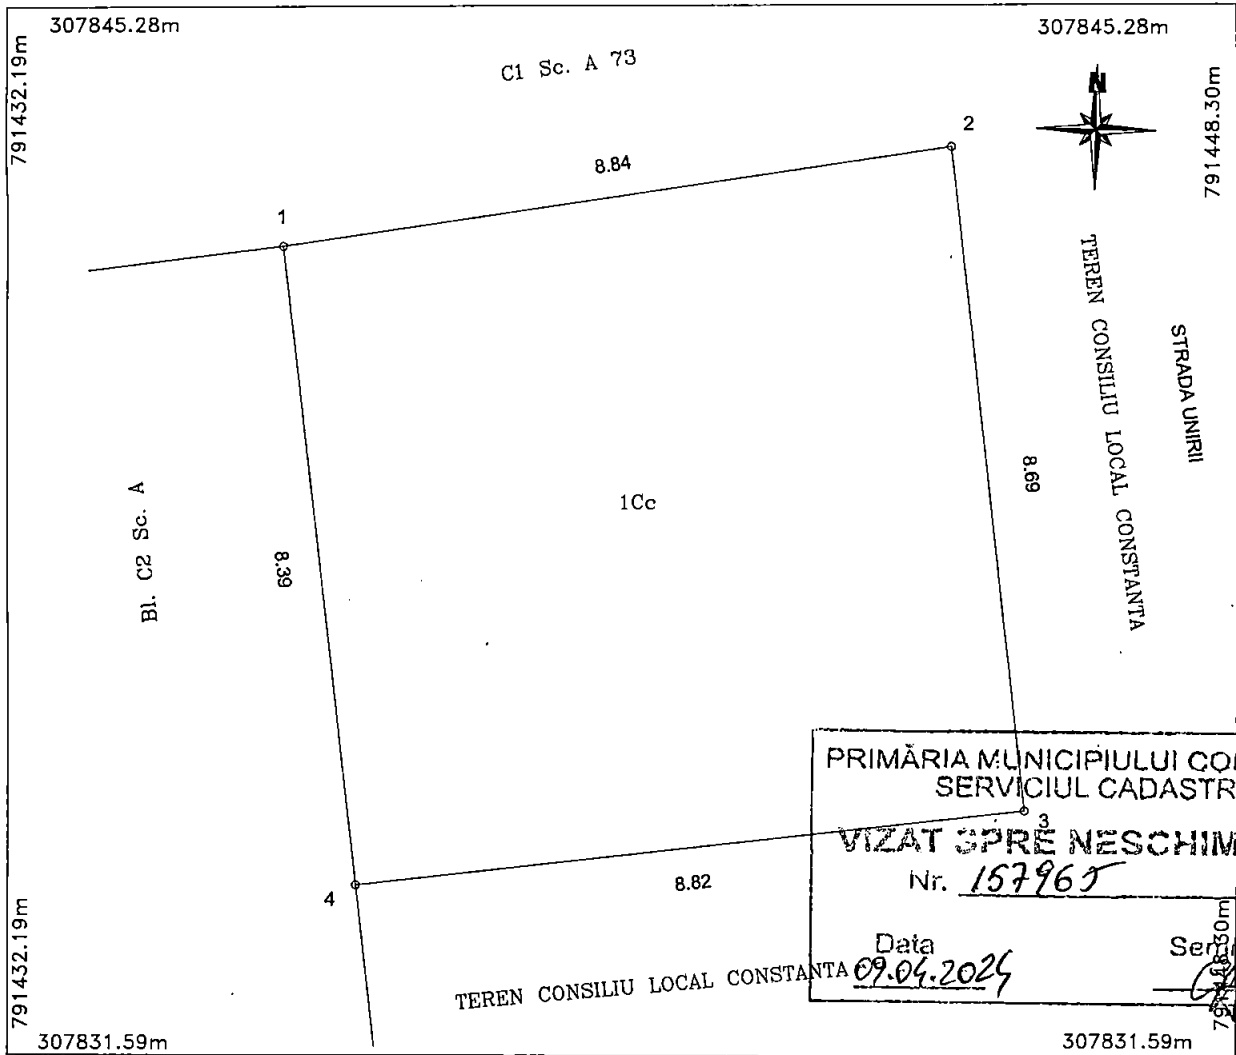 307845.28m
307845.28m
791432.19m
791448.30m
C1 Sc. A 73
N
2
8.84
1
TEREN CONSILIU LOCAL CONSTANTA
STRADA UNIRII
8.69
1Cc
Bl. C2 Sc. A
8.39
PRIMĂRIA MUNICIPIULUI
SERVICIUL CADASTR
3
VIZAT SPRE
8.82
Nr. 157965
4
Data
09.04.2024
TEREN CONSILIU LOCAL CONSTANTA
791432.19m
307831.59m
307831.59m